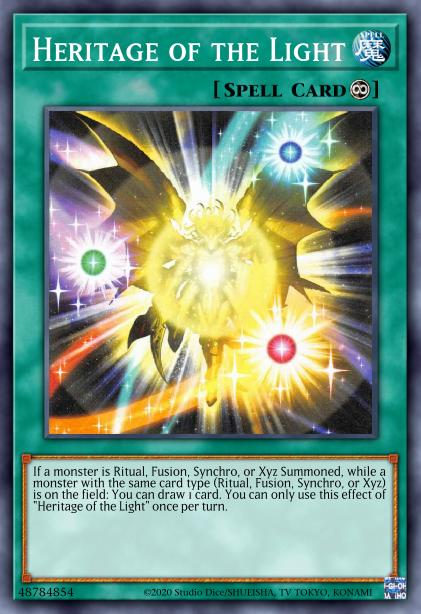 Heritage of the Light
SPELL
魔
[Spell Card]
If a monster is Ritual, Fusion, Synchro, or Xyz Summoned, while a
monster with the same card type (Ritual, Fusion, Synchro, or Xyz)
is on the field: You can draw 1 card. You can only use this effect of
"Heritage of the Light" once per turn.
48784854
©2020 Studio Dice/SHUEISHA, TV TOKYO, KONAMI